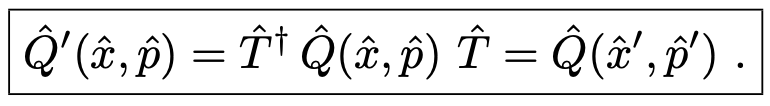 Q̂′(x̂, p̂) = T̂† Q̂(x̂, p̂) T̂ = Q̂(x̂′, p̂′) .